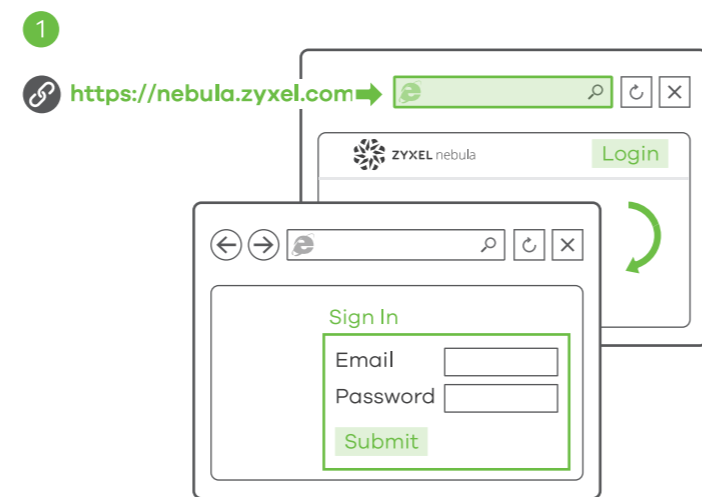 1
https://nebula.zyxel.com
ZYXEL nebula
Login
Sign In
Email
Password
Submit